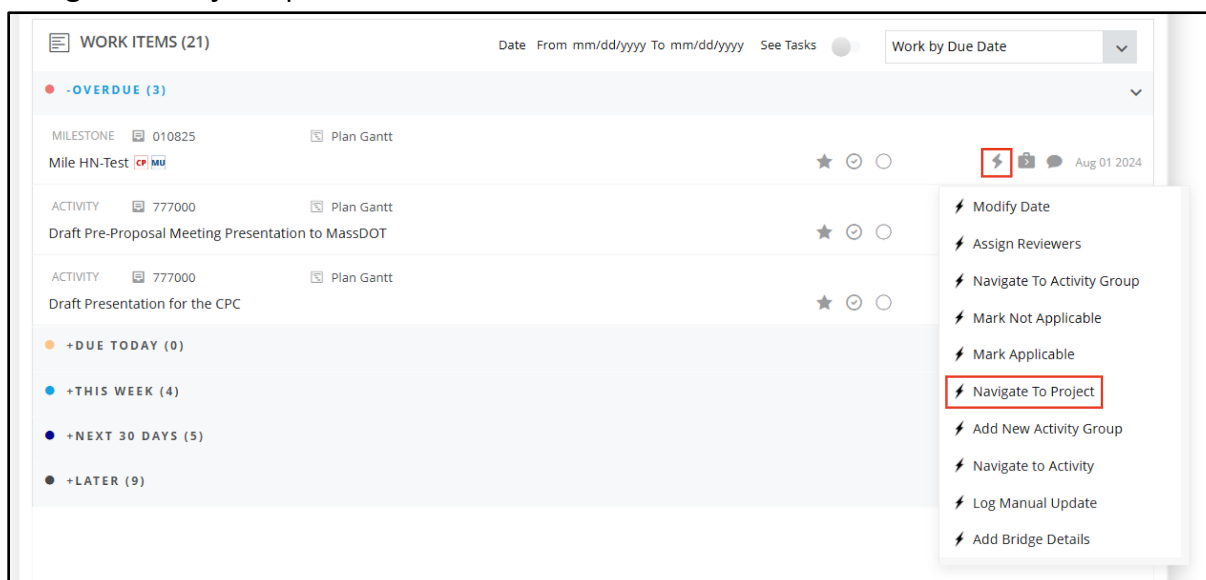 WORK ITEMS (21) Date From mm/dd/yyyy To mm/dd/yyyy See Tasks Work by Due Date
-OVERDUE (3)
MILESTONE 010825 Plan Gantt
Mile HN-Test CP MU Aug 01 2024
ACTIVITY 777000 Plan Gantt
Draft Pre-Proposal Meeting Presentation to MassDOT
ACTIVITY 777000 Plan Gantt
Draft Presentation for the CPC
+DUE TODAY (0)
+THIS WEEK (4)
+NEXT 30 DAYS (5)
+LATER (9)
Modify Date
Assign Reviewers
Navigate To Activity Group
Mark Not Applicable
Mark Applicable
Navigate To Project
Add New Activity Group
Navigate to Activity
Log Manual Update
Add Bridge Details